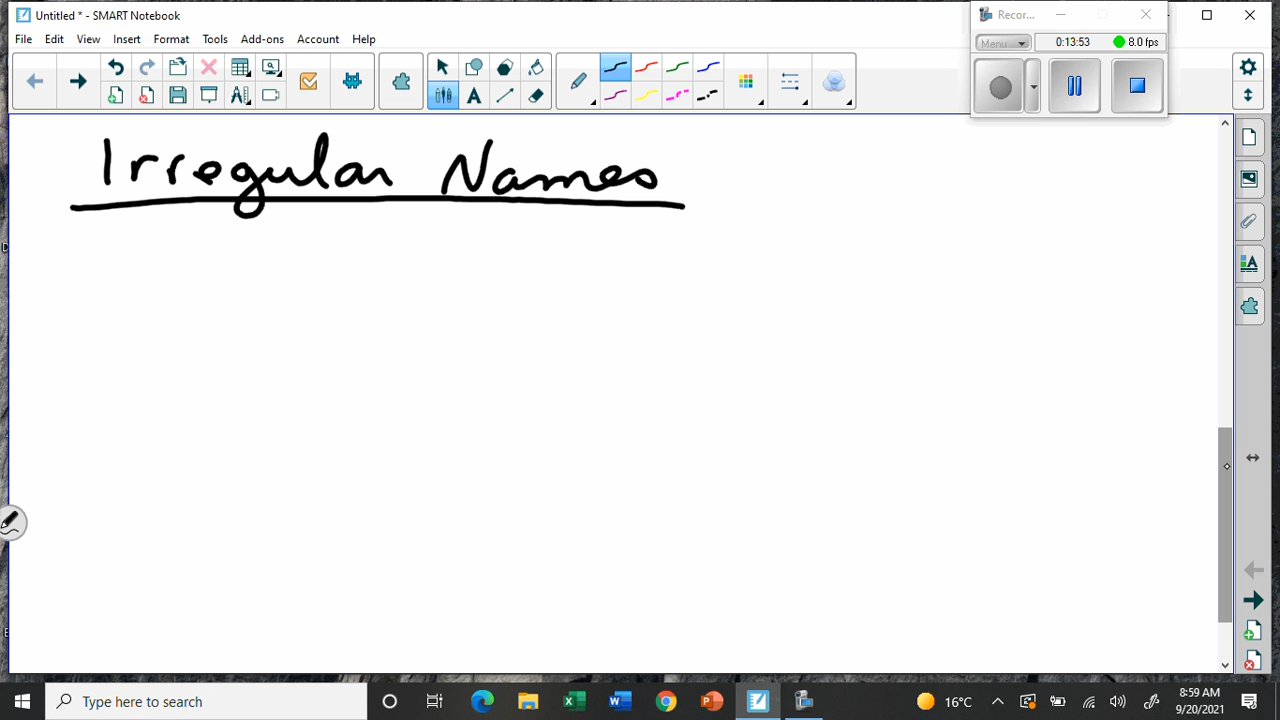 Untitled * - SMART Notebook
Recor...
File Edit View Insert Format Tools Add-ons Account Help
Menu 0:13:53 8.0 fps
Irregular Names
Type here to search
16°C
8:59 AM
9/20/2021